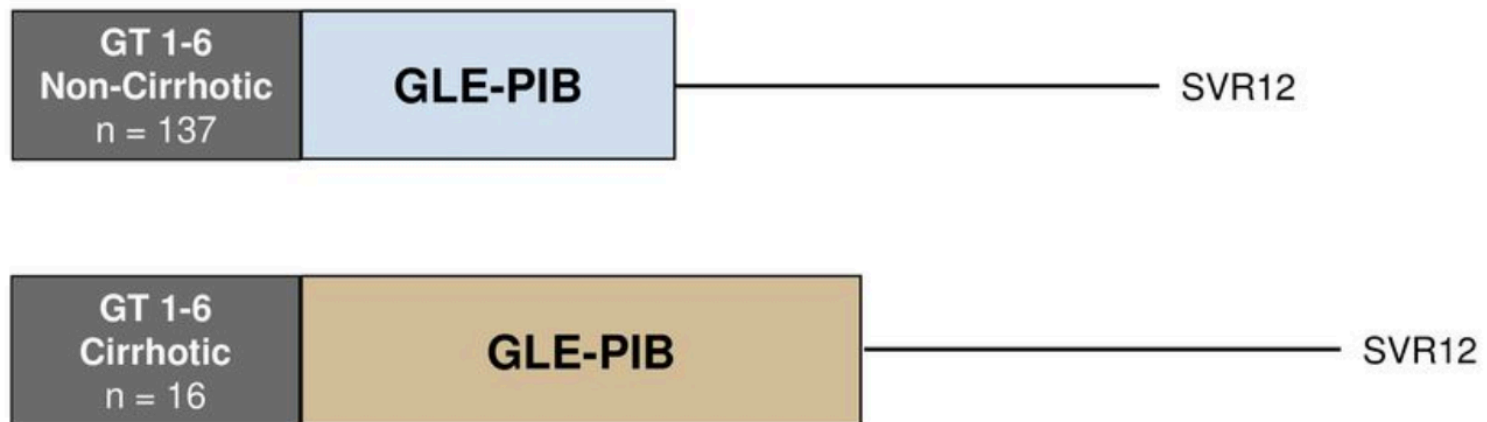 GT 1-6
Non-Cirrhotic
n = 137
GLE-PIB
SVR12
GT 1-6
Cirrhotic
n = 16
GLE-PIB
SVR12